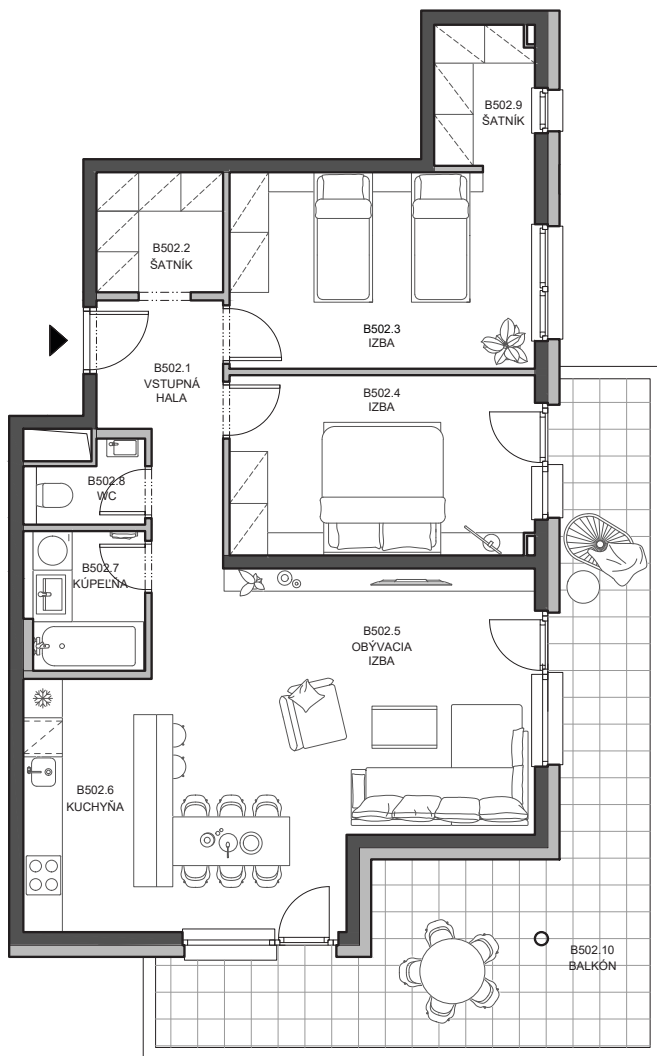 B502.9
ŠATNÍK
B502.2
ŠATNÍK
B502.3
IZBA
B502.1
VSTUPNÁ
HALA
B502.4
IZBA
B502.8
WC
B502.7
KÚPEĽŇA
B502.5
OBÝVACIA
IZBA
B502.6
KUCHYŇA
B502.10
BALKÓN